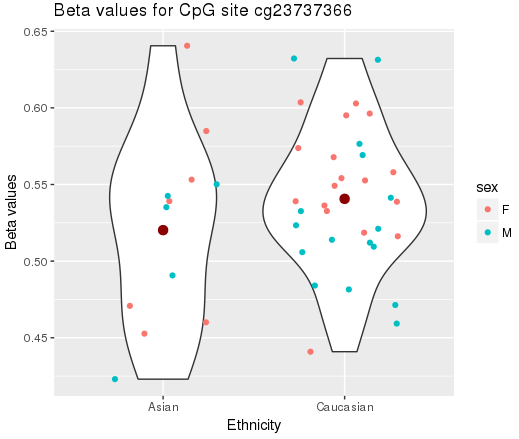 Beta values for CpG site cg23737366
0.65
0.60
0.55
0.50
0.45
Beta values
Asian
Caucasian
Ethnicity
sex
F
M